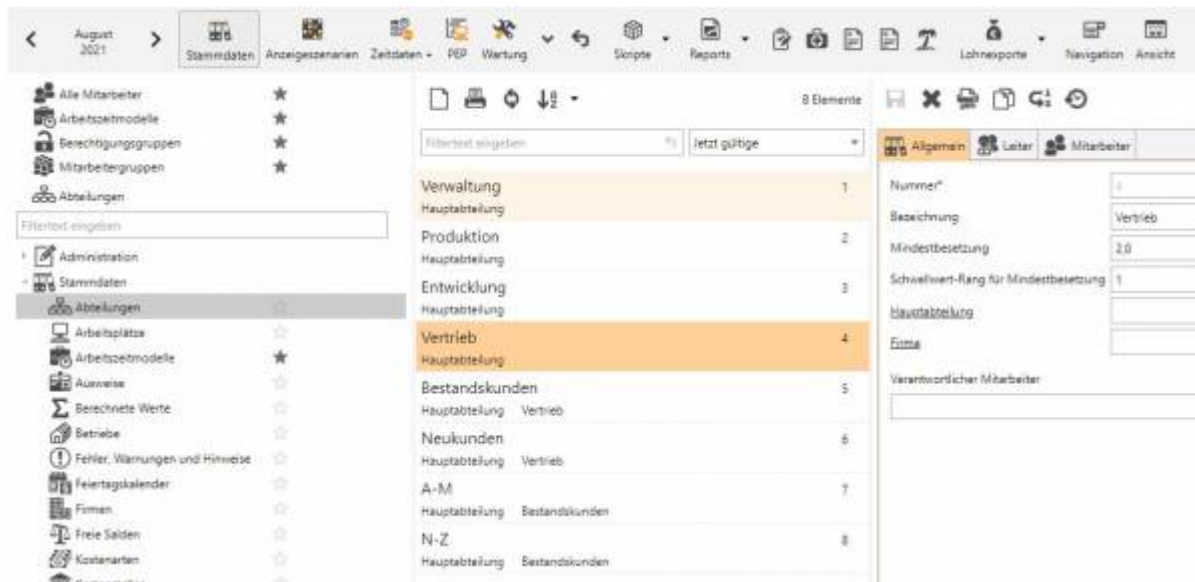 August
2021
Stammdaten Anzeigeszenarien Zeitdaten PEP Wartung Skripte Reports Lohnexporte Navigation Ansicht
Alle Mitarbeiter
Arbeitszeitmodelle
Berechtigungsgruppen
Mitarbeitergruppen
Abteilungen
Filtertext eingeben
Administration
Stammdaten
Abteilungen
Arbeitsplätze
Arbeitszeitmodelle
Ausweise
Berechnete Werte
Betriebe
Fehler, Warnungen und Hinweise
Feiertagskalender
Firmen
Freie Salden
Kostenarten
8 Elemente
Filtertext eingeben
Jetzt gültige
Verwaltung 1
Hauptabteilung
Produktion 2
Hauptabteilung
Entwicklung 3
Hauptabteilung
Vertrieb 4
Hauptabteilung
Bestandskunden 5
Hauptabteilung Vertrieb
Neukunden 6
Hauptabteilung Vertrieb
A-M 7
Hauptabteilung Bestandskunden
N-Z 8
Hauptabteilung Bestandskunden
Allgemein Leiter Mitarbeiter
Nummer* 4
Bezeichnung Vertrieb
Mindestbesetzung 2,0
Schwellwert-Rang für Mindestbesetzung 1
Hauptabteilung
Firma
Verantwortlicher Mitarbeiter